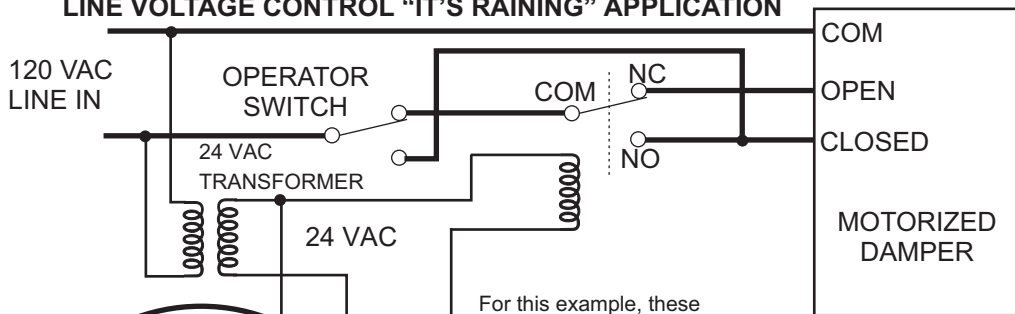 LINE VOLTAGE CONTROL “IT’S RAINING” APPLICATION
COM
120 VAC
LINE IN
OPERATOR
SWITCH
COM
NC
OPEN
24 VAC
TRANSFORMER
NO
CLOSED
24 VAC
MOTORIZED
DAMPER
For this example, these